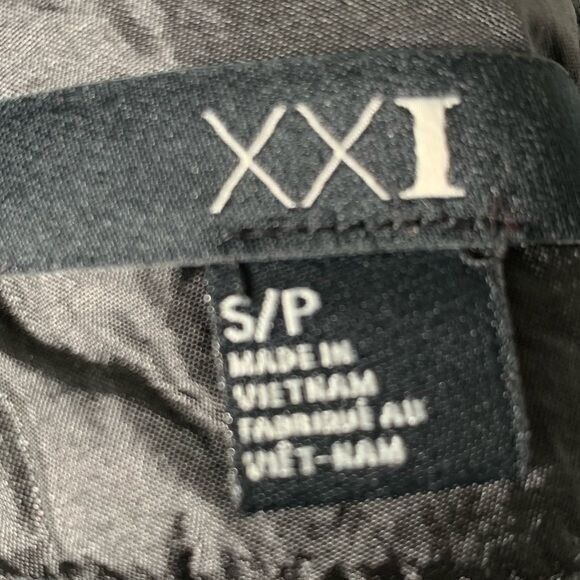 XXI
S/P
MADE IN
VIETNAM
FABRIQUÉ AU
VIÊT-NAM